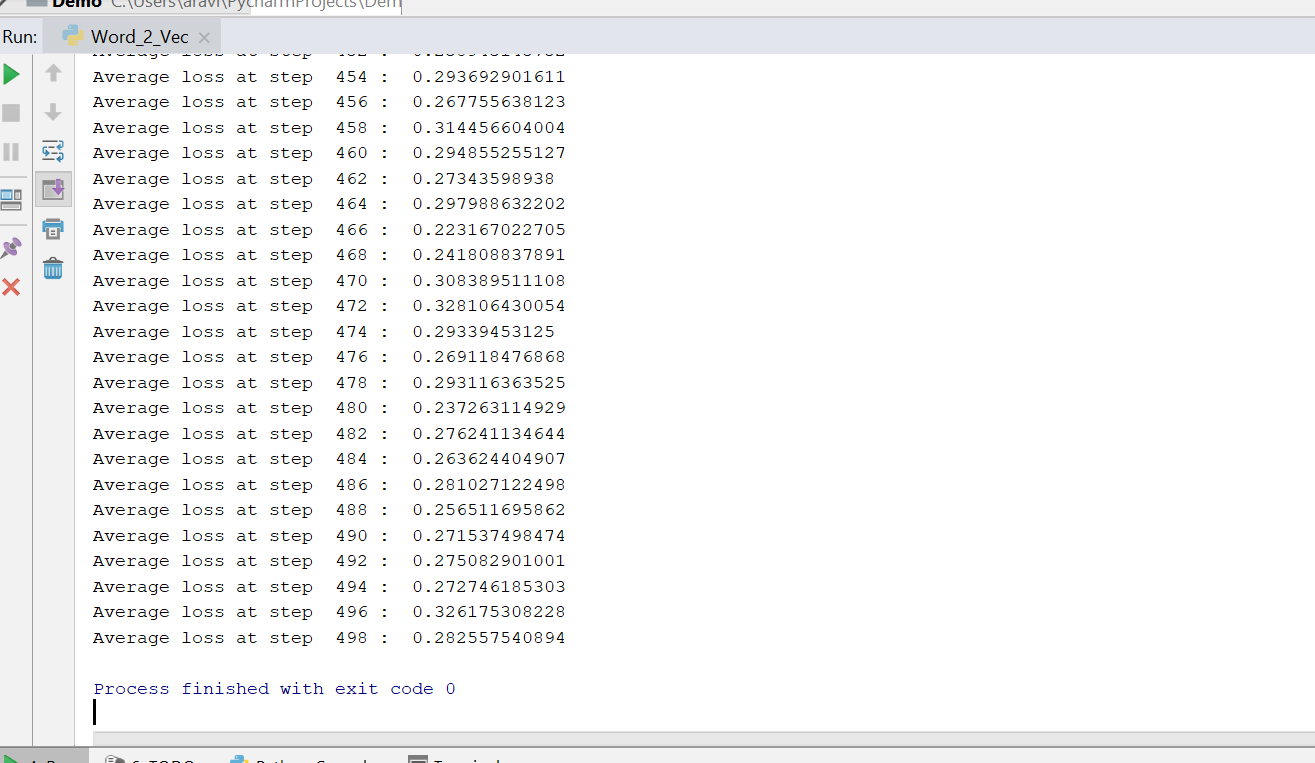 Demo C:\Users\aravi\PycharmProjects\Dem
Run: Word_2_Vec
Average loss at step 454 : 0.293692901611
Average loss at step 456 : 0.267755638123
Average loss at step 458 : 0.314456604004
Average loss at step 460 : 0.294855255127
Average loss at step 462 : 0.27343598938
Average loss at step 464 : 0.297988632202
Average loss at step 466 : 0.223167022705
Average loss at step 468 : 0.241808837891
Average loss at step 470 : 0.308389511108
Average loss at step 472 : 0.328106430054
Average loss at step 474 : 0.29339453125
Average loss at step 476 : 0.269118476868
Average loss at step 478 : 0.293116363525
Average loss at step 480 : 0.237263114929
Average loss at step 482 : 0.276241134644
Average loss at step 484 : 0.263624404907
Average loss at step 486 : 0.281027122498
Average loss at step 488 : 0.256511695862
Average loss at step 490 : 0.271537498474
Average loss at step 492 : 0.275082901001
Average loss at step 494 : 0.272746185303
Average loss at step 496 : 0.326175308228
Average loss at step 498 : 0.282557540894
Process finished with exit code 0